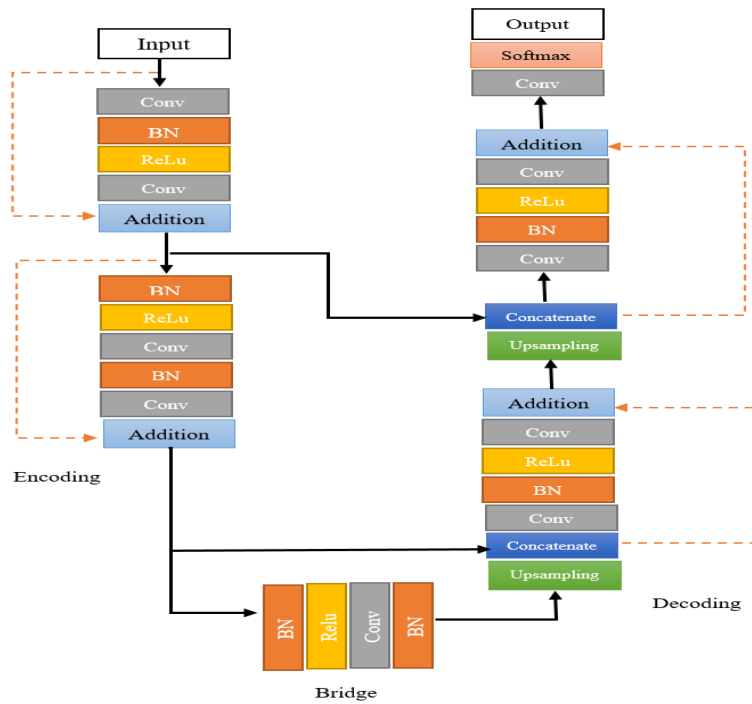 Input
Conv
BN
ReLu
Conv
Addition
BN
ReLu
Conv
BN
Conv
Addition
Encoding
BN
Relu
Conv
BN
Bridge
Output
Softmax
Conv
Addition
Conv
ReLu
BN
Conv
Concatenate
Upsampling
Addition
Conv
ReLu
BN
Conv
Concatenate
Upsampling
Decoding